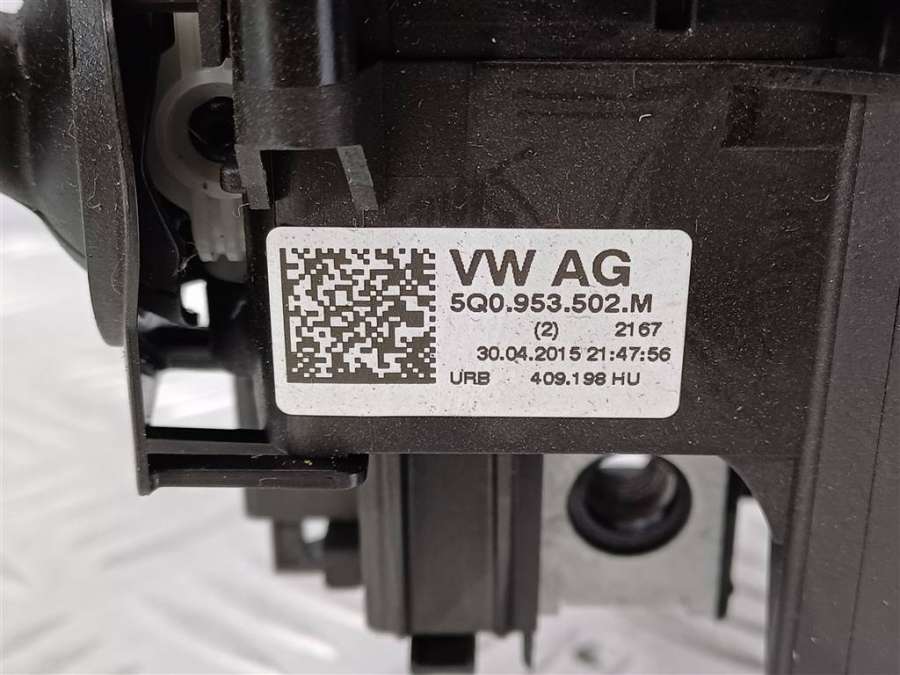 VW AG
5Q0.953.502.M
(2) 2167
30.04.2015 21:47:56
URB 409.198 HU